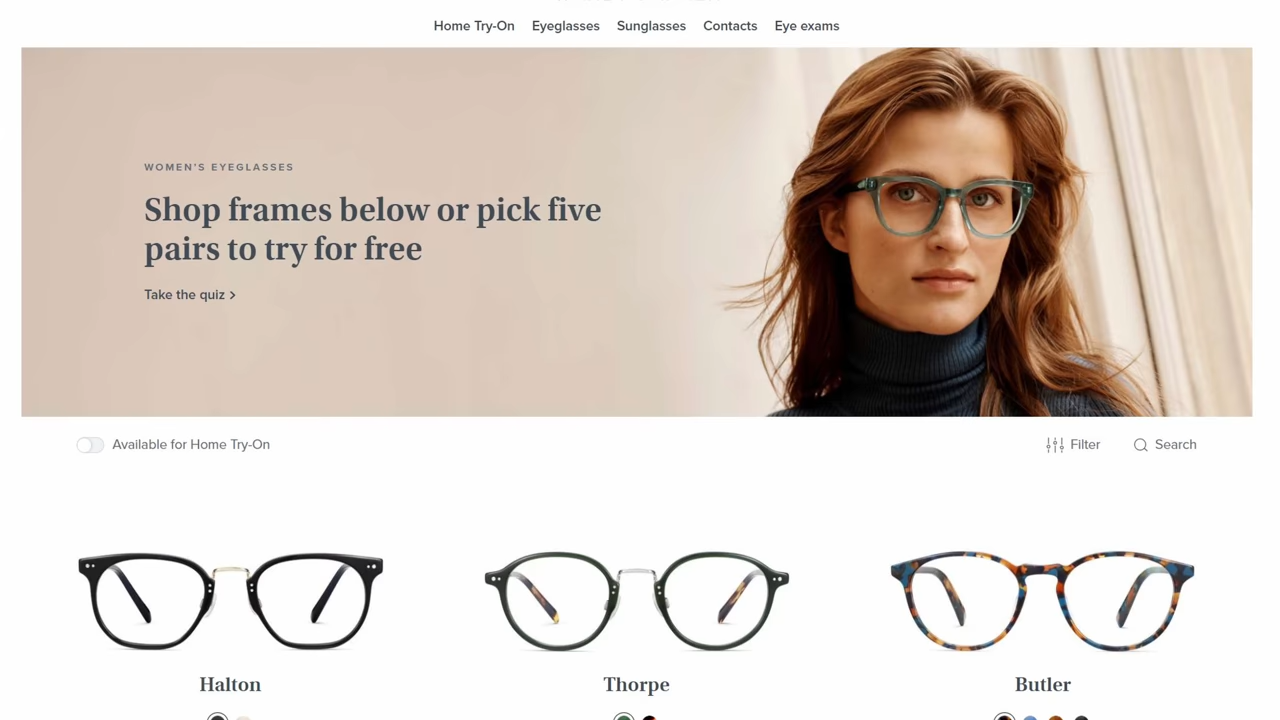 Home Try-On Eyeglasses Sunglasses Contacts Eye exams
WOMEN'S EYEGLASSES
Shop frames below or pick five
pairs to try for free
Take the quiz >
Available for Home Try-On
Filter Search
Halton Thorpe Butler